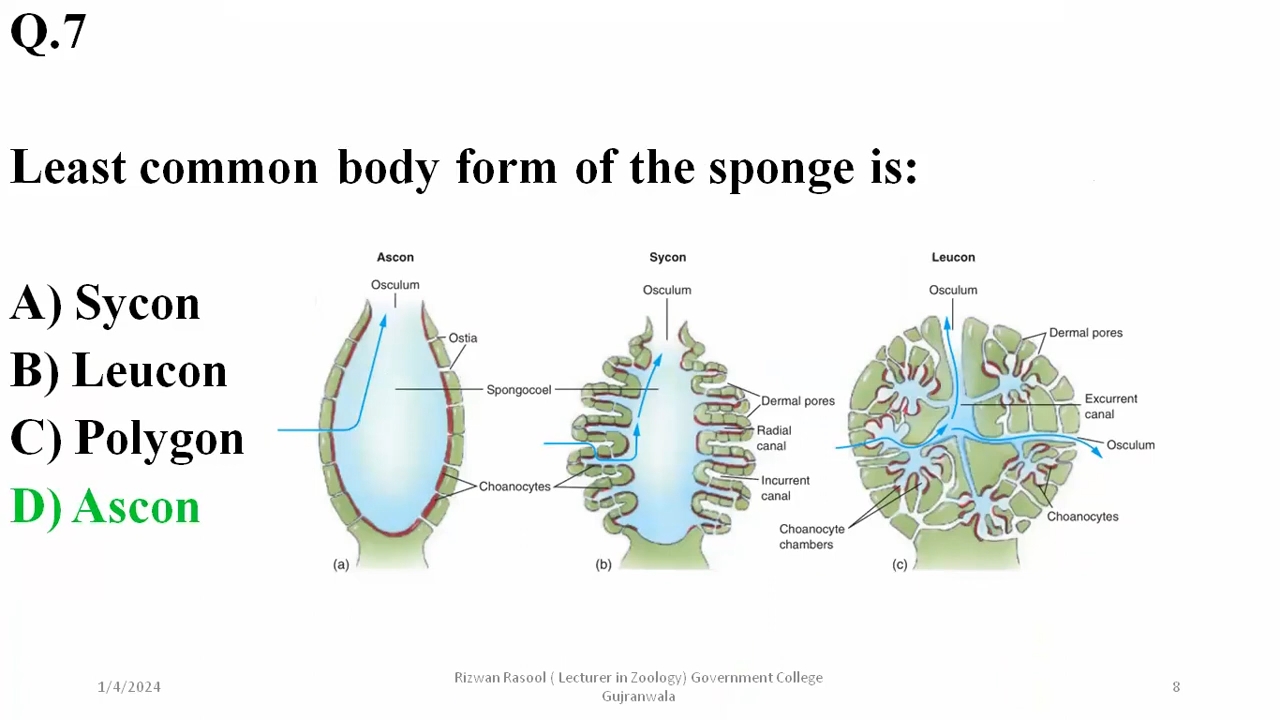 Q.7
Least common body form of the sponge is:
A) Sycon
B) Leucon
C) Polygon
D) Ascon
Ascon
Osculum
Ostia
Spongocoel
Choanocytes
(a)
Sycon
Osculum
Dermal pores
Radial
canal
Incurrent
canal
(b)
Leucon
Osculum
Dermal pores
Excurrent
canal
Osculum
Choanocytes
Choanocyte
chambers
(c)
1/4/2024
Rizwan Rasool ( Lecturer in Zoology) Government College
Gujranwala
8